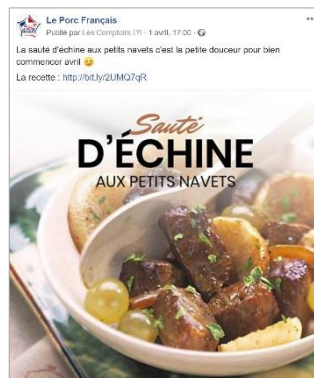 Le Porc Français
Publié par Les Comptoirs [?] · 1 avril, 17:00 ·
La sauté d'échine aux petits navets c'est la petite douceur pour bien
commencer avril 😊
La recette : http://bit.ly/2UMQ7qR
Sauté
D'ÉCHINE
AUX PETITS NAVETS